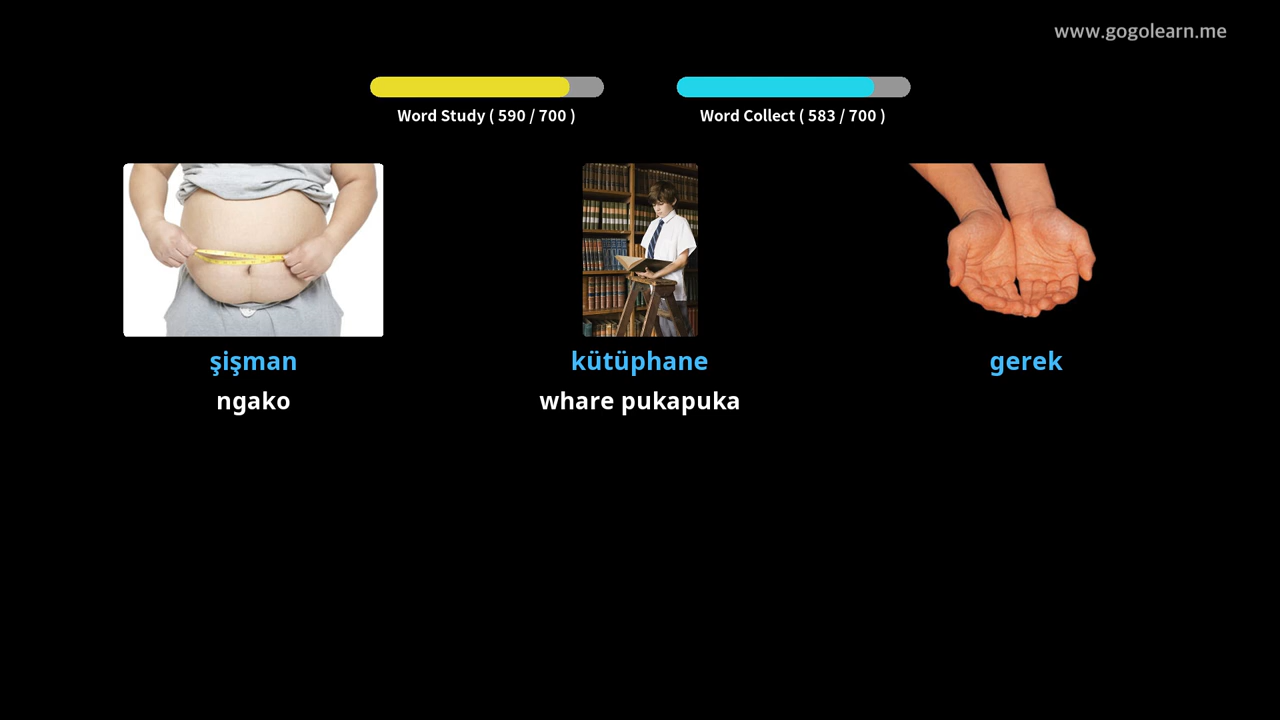 www.gogolearn.me
Word Study ( 590 / 700 )
Word Collect ( 583 / 700 )
şişman
kütüphane
gerek
ngako
whare pukapuka